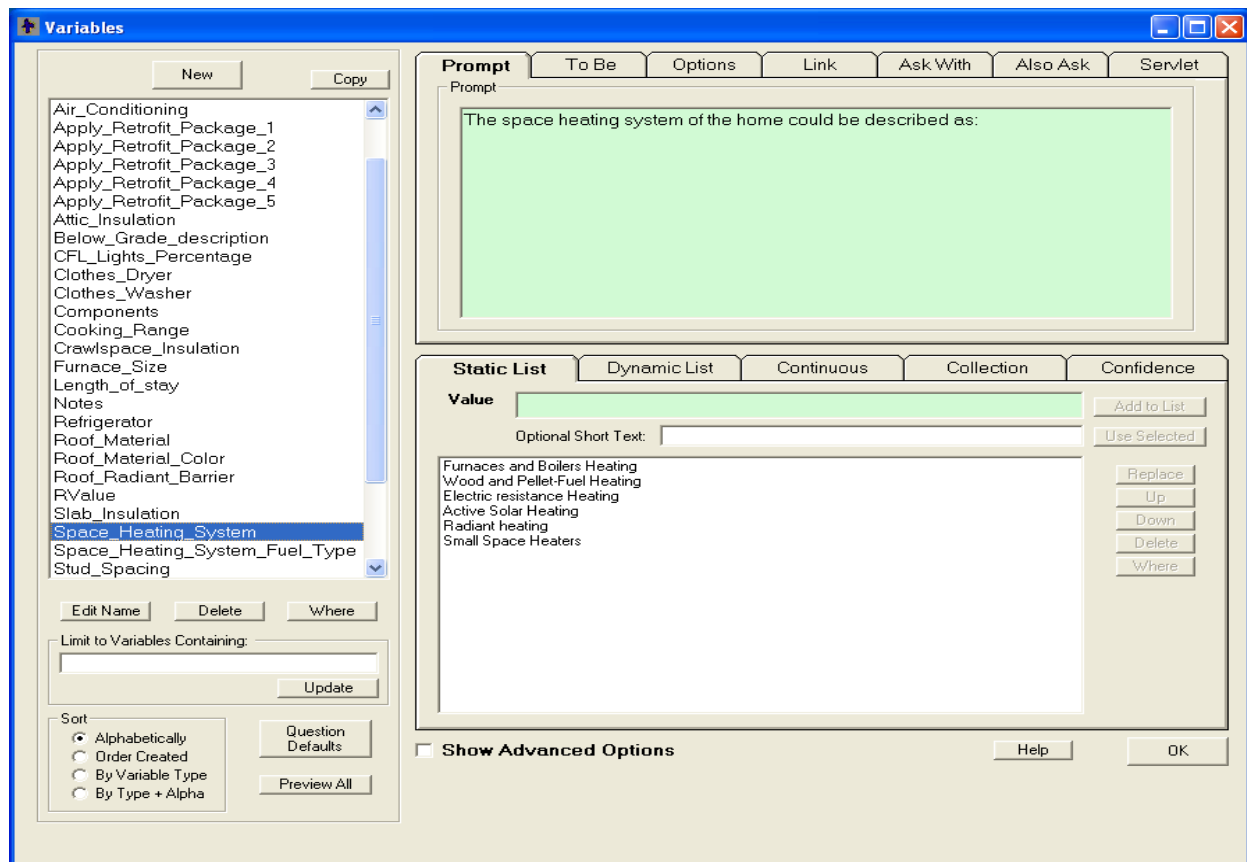 Variables
New
Copy
Air_Conditioning
Apply_Retrofit_Package_1
Apply_Retrofit_Package_2
Apply_Retrofit_Package_3
Apply_Retrofit_Package_4
Apply_Retrofit_Package_5
Attic_Insulation
Below_Grade_description
CFL_Lights_Percentage
Clothes_Dryer
Clothes_Washer
Components
Cooking_Range
Crawlspace_Insulation
Furnace_Size
Length_of_stay
Notes
Refrigerator
Roof_Material
Roof_Material_Color
Roof_Radiant_Barrier
RValue
Slab_Insulation
Space_Heating_System
Space_Heating_System_Fuel_Type
Stud_Spacing
Edit Name Delete Where
Limit to Variables Containing:
Update
Sort
Alphabetically
Order Created
By Variable Type
By Type + Alpha
Question
Defaults
Preview All
Prompt To Be Options Link Ask With Also Ask Servlet
Prompt
The space heating system of the home could be described as:
Static List Dynamic List Continuous Collection Confidence
Value
Add to List
Optional Short Text:
Use Selected
Furnaces and Boilers Heating
Wood and Pellet-Fuel Heating
Electric resistance Heating
Active Solar Heating
Radiant heating
Small Space Heaters
Replace
Up
Down
Delete
Where
Show Advanced Options
Help
OK